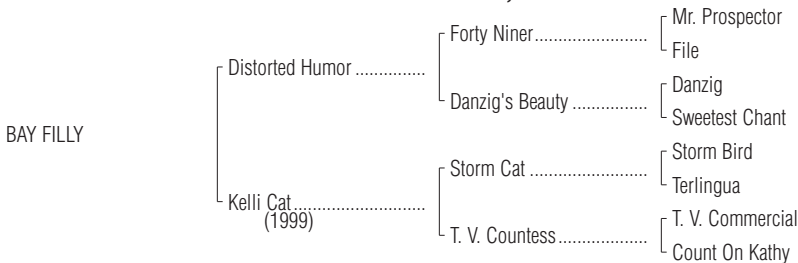 Mr. Prospector
Forty Niner.......................
File
Distorted Humor ...............
Danzig
Danzig's Beauty ................
Sweetest Chant
BAY FILLY
Storm Bird
Storm Cat ........................
Terlingua
Kelli Cat...........................
(1999)
T. V. Commercial
T. V. Countess..................
Count On Kathy